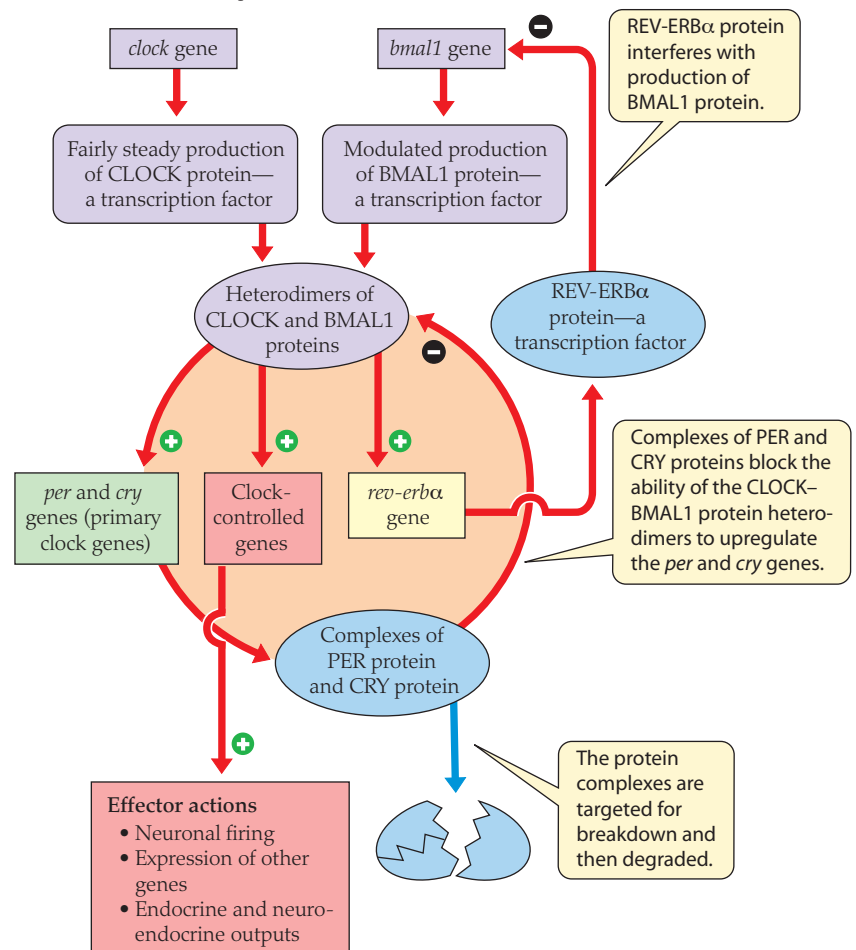 clock gene
bmal1 gene
REV-ERBα protein
interferes with
production of
BMAL1 protein.
Fairly steady production
of CLOCK protein—
a transcription factor
Modulated production
of BMAL1 protein—
a transcription factor
Heterodimers of
CLOCK and BMAL1
proteins
REV-ERBα
protein—a
transcription factor
per and cry
genes (primary
clock genes)
Clock-
controlled
genes
rev-erbα
gene
Complexes of PER and
CRY proteins block the
ability of the CLOCK–
BMAL1 protein hetero-
dimers to upregulate
the per and cry genes.
Complexes of
PER protein
and CRY protein
The protein
complexes are
targeted for
breakdown and
then degraded.
Effector actions
• Neuronal firing
• Expression of other
genes
• Endocrine and neuro-
endocrine outputs